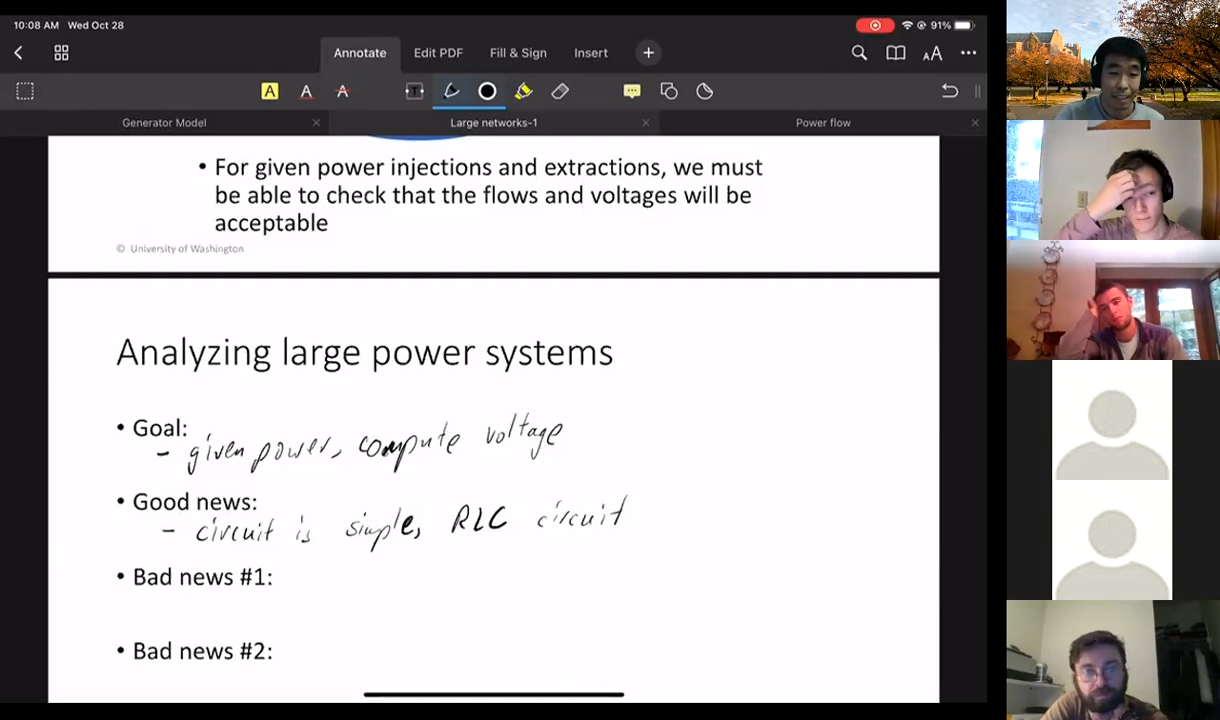 10:08 AM Wed Oct 28
91%
Annotate
Edit PDF
Fill & Sign
Insert
AA
A
A
A
T
Generator Model
Large networks-1
Power flow
• For given power injections and extractions, we must
be able to check that the flows and voltages will be
acceptable
© University of Washington
Analyzing large power systems
• Goal:
- given power, compute voltage
• Good news:
- circuit is simple, RLC circuit
• Bad news #1:
• Bad news #2: